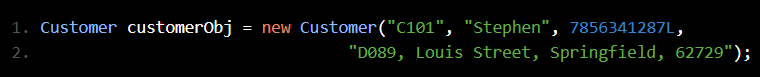 1. Customer customerObj = new Customer("C101", "Stephen", 7856341287L,
2. "D089, Louis Street, Springfield, 62729");